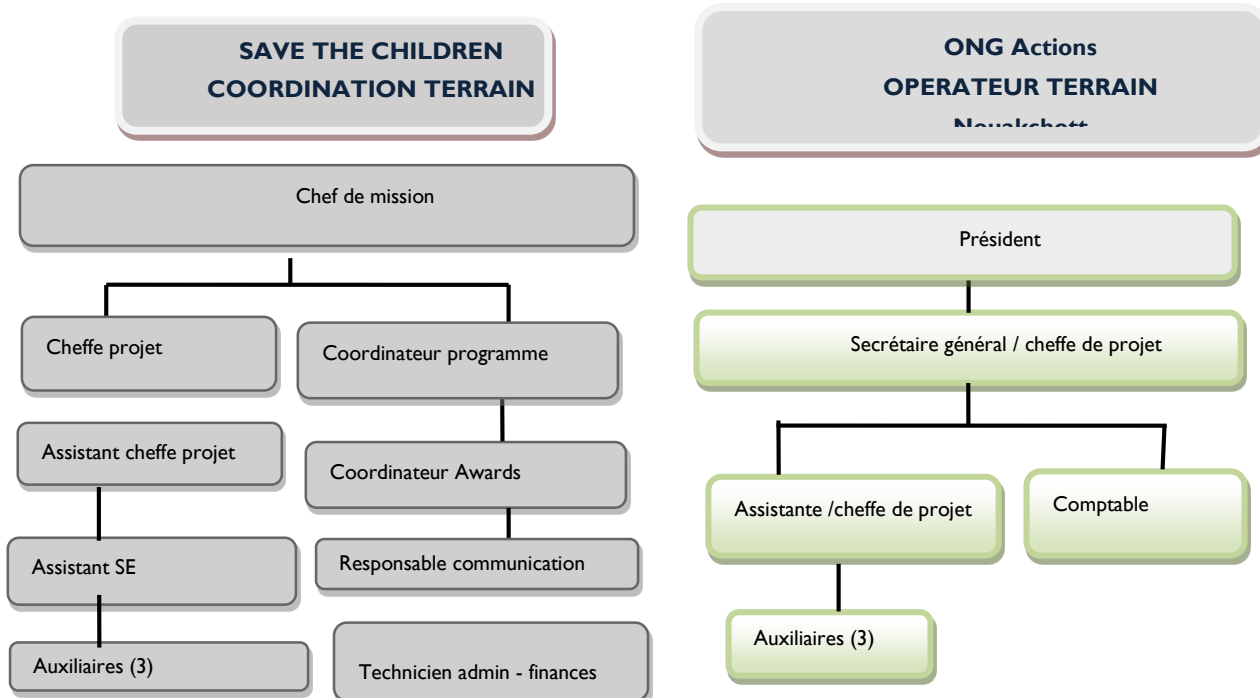 SAVE THE CHILDREN
COORDINATION TERRAIN
Chef de mission
Cheffe projet
Coordinateur programme
Assistant cheffe projet
Coordinateur Awards
Assistant SE
Responsable communication
Auxiliaires (3)
Technicien admin - finances
ONG Actions
OPERATEUR TERRAIN
Nouakchott
Président
Secrétaire général / cheffe de projet
Assistante /cheffe de projet
Comptable
Auxiliaires (3)